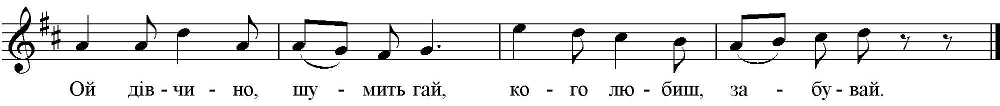 Ой дів - чи - но, шу - мить гай, ко - го лю - биш, за - бу - вай.